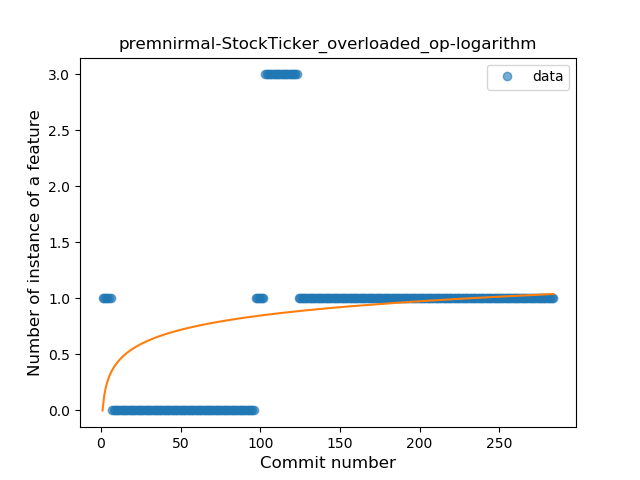 premnirmal-StockTicker_overloaded_op-logarithm
data
Number of instance of a feature
3.0
2.5
2.0
1.5
1.0
0.5
0.0
0 50 100 150 200 250
Commit number